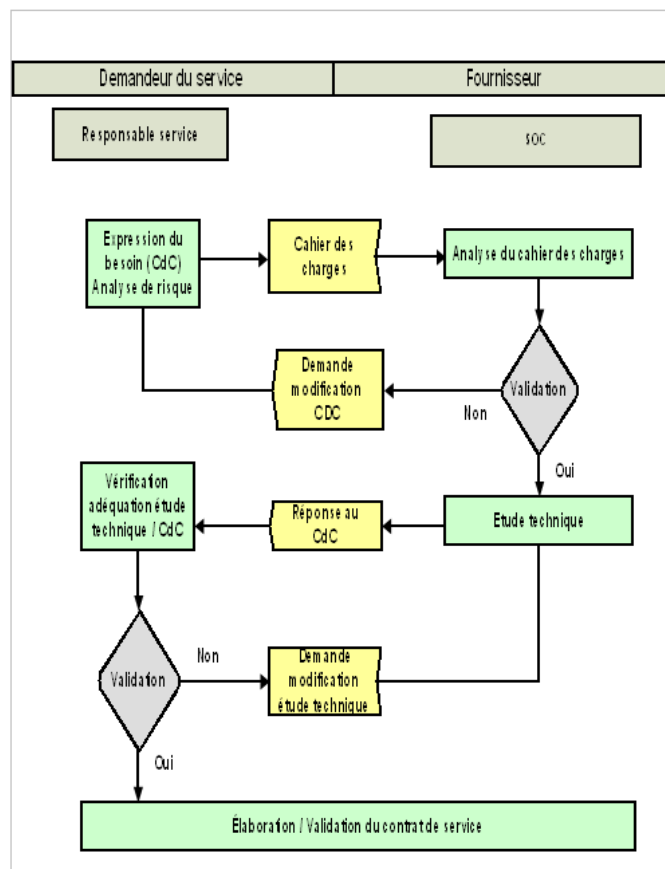 Demandeur du service
Fournisseur
Responsable service
SOC
Expression du
besoin (CdC)
Analyse de risque
Cahier des
charges
Analyse du cahier des charges
Demande
modification
CDC
Non
Validation
Oui
Vérification
adéquation étude
technique / CdC
Réponse au
CdC
Etude technique
Validation
Non
Demande
modification
étude technique
Oui
Élaboration / Validation du contrat de service